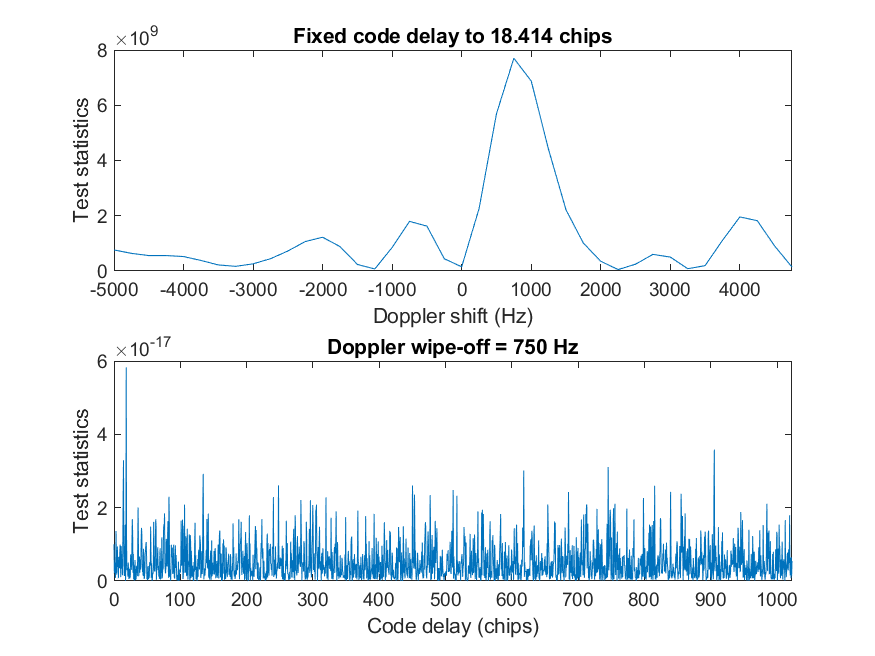 Fixed code delay to 18.414 chips
×10^9
8
6
4
2
0
Test statistics
-5000 -4000 -3000 -2000 -1000 0 1000 2000 3000 4000
Doppler shift (Hz)
Doppler wipe-off = 750 Hz
×10^-17
6
4
2
0
Test statistics
0 100 200 300 400 500 600 700 800 900 1000
Code delay (chips)